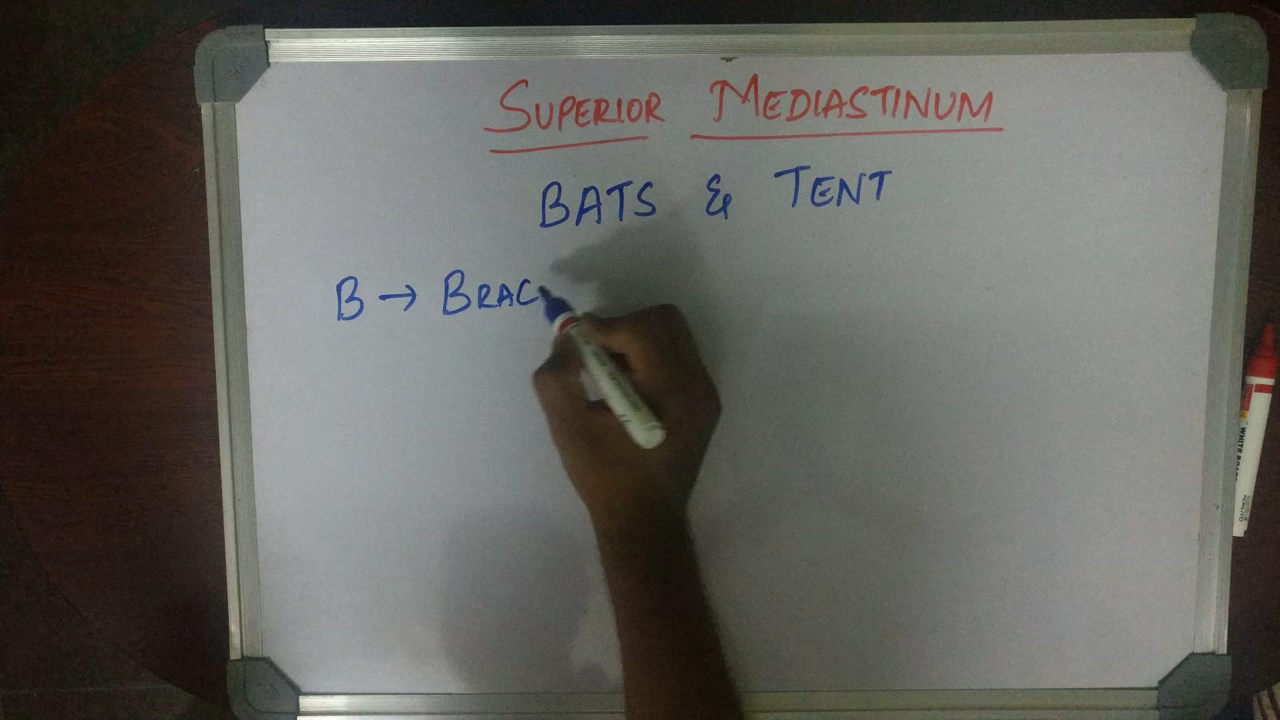 SUPERIOR MEDIASTINUM
BATS & TENT
B → BRAC